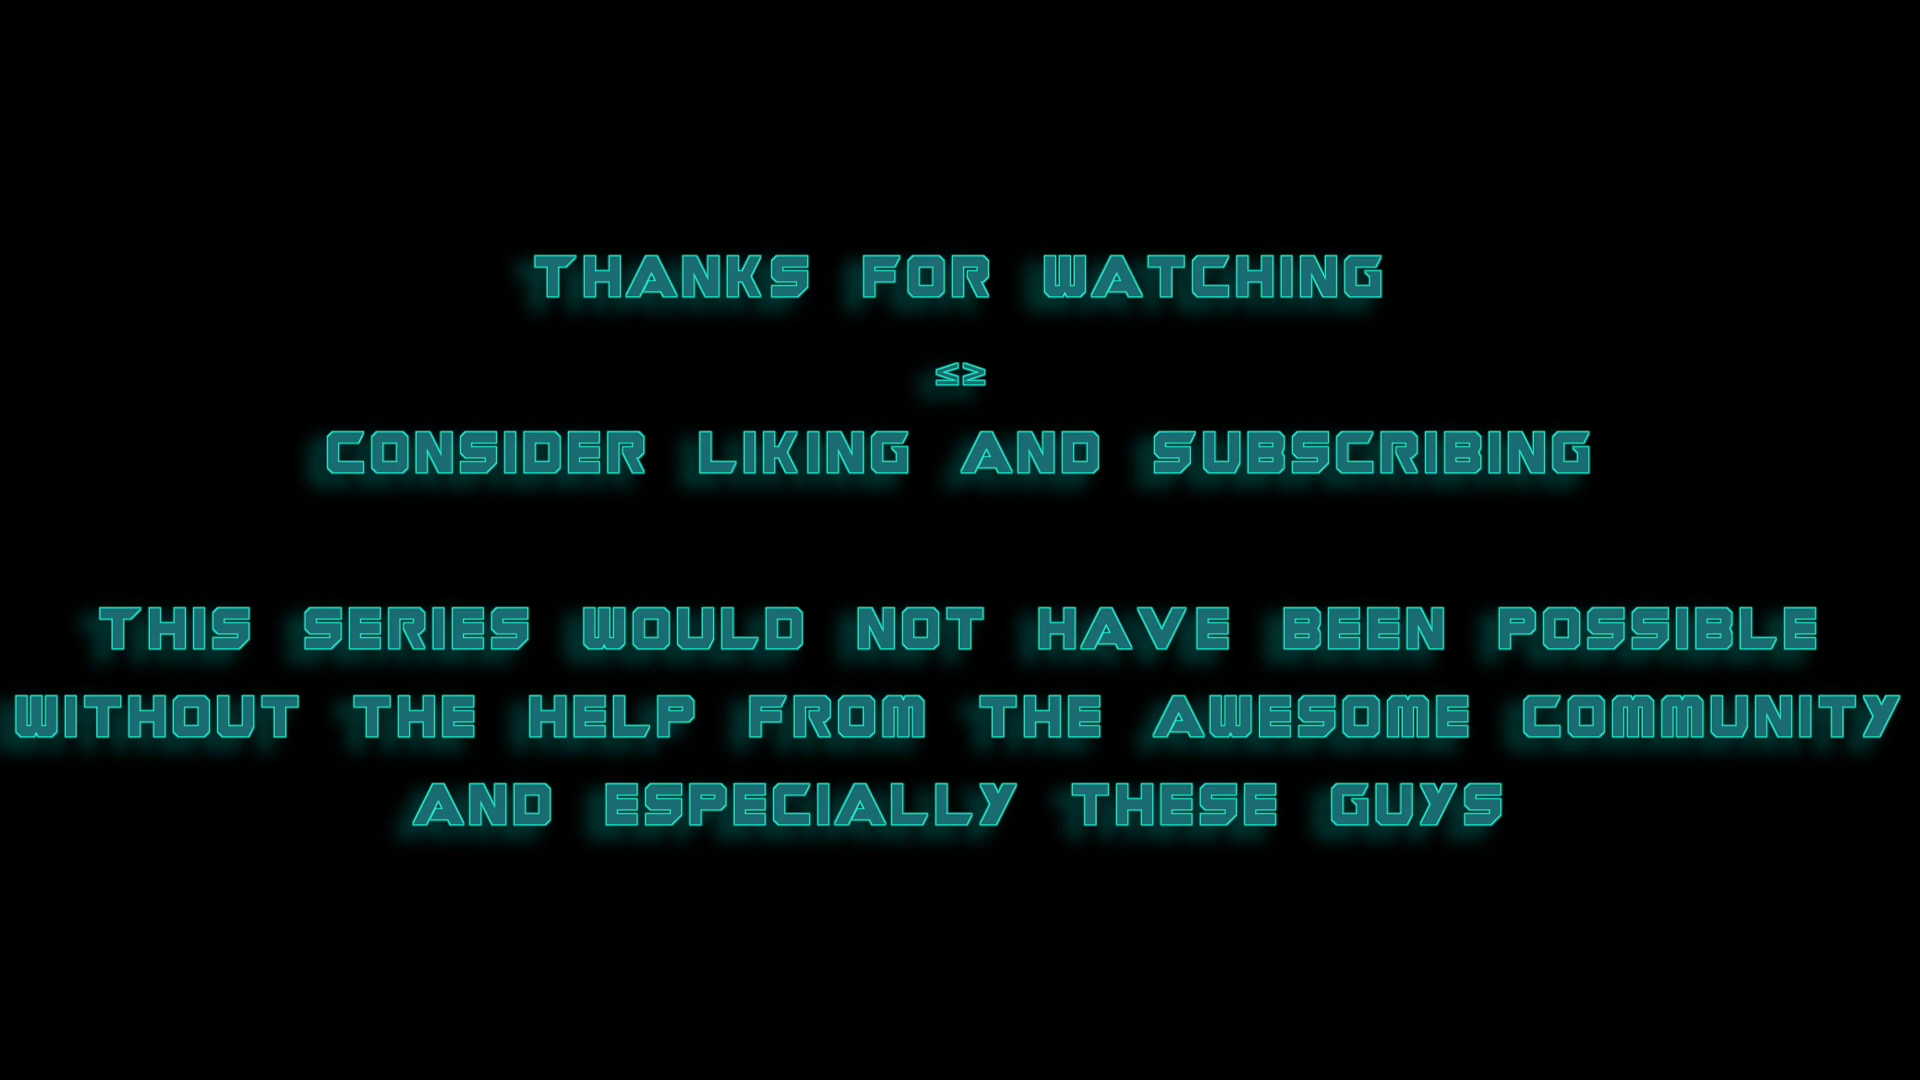 THANKS FOR WATCHING
≤≥
CONSIDER LIKING AND SUBSCRIBING
THIS SERIES WOULD NOT HAVE BEEN POSSIBLE
WITHOUT THE HELP FROM THE AWESOME COMMUNITY
AND ESPECIALLY THESE GUYS